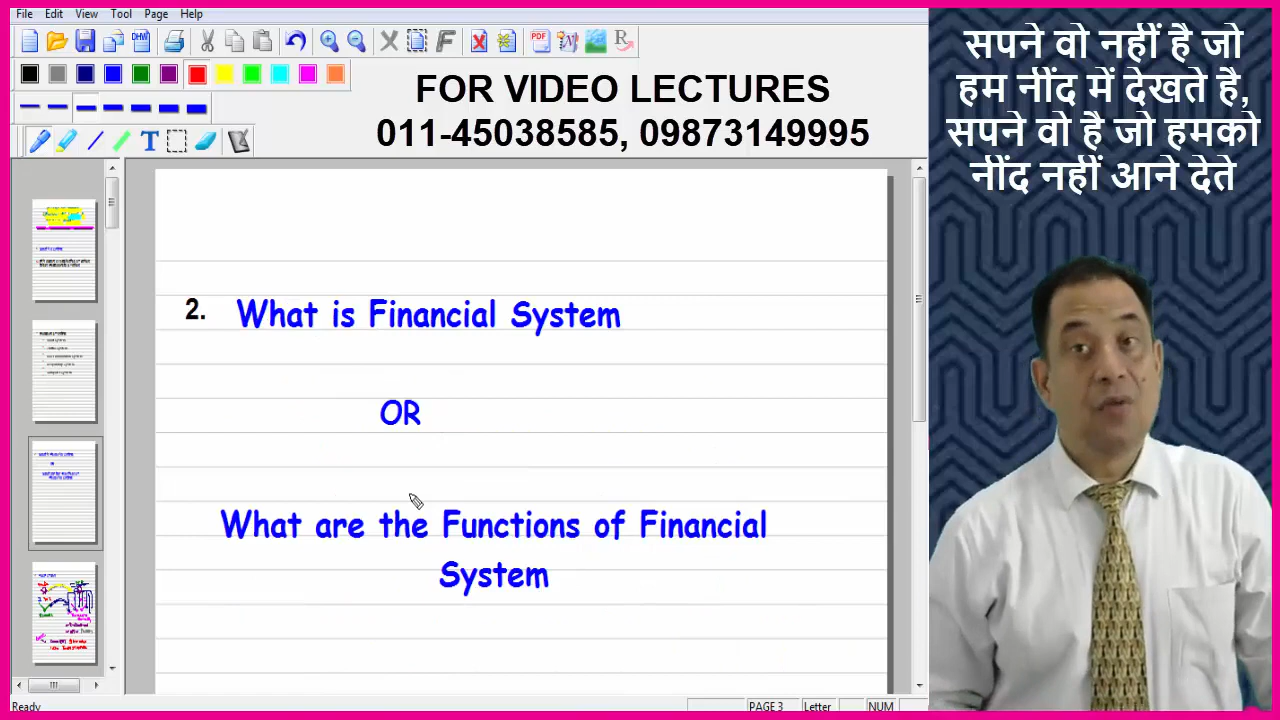 File Edit View Tool Page Help
FOR VIDEO LECTURES
011-45038585, 09873149995
सपने वो नहीं है जो
हम नींद में देखते है,
सपने वो है जो हमको
नींद नहीं आने देते
2. What is Financial System
OR
What are the Functions of Financial
System
Ready PAGE 3 Letter NUM